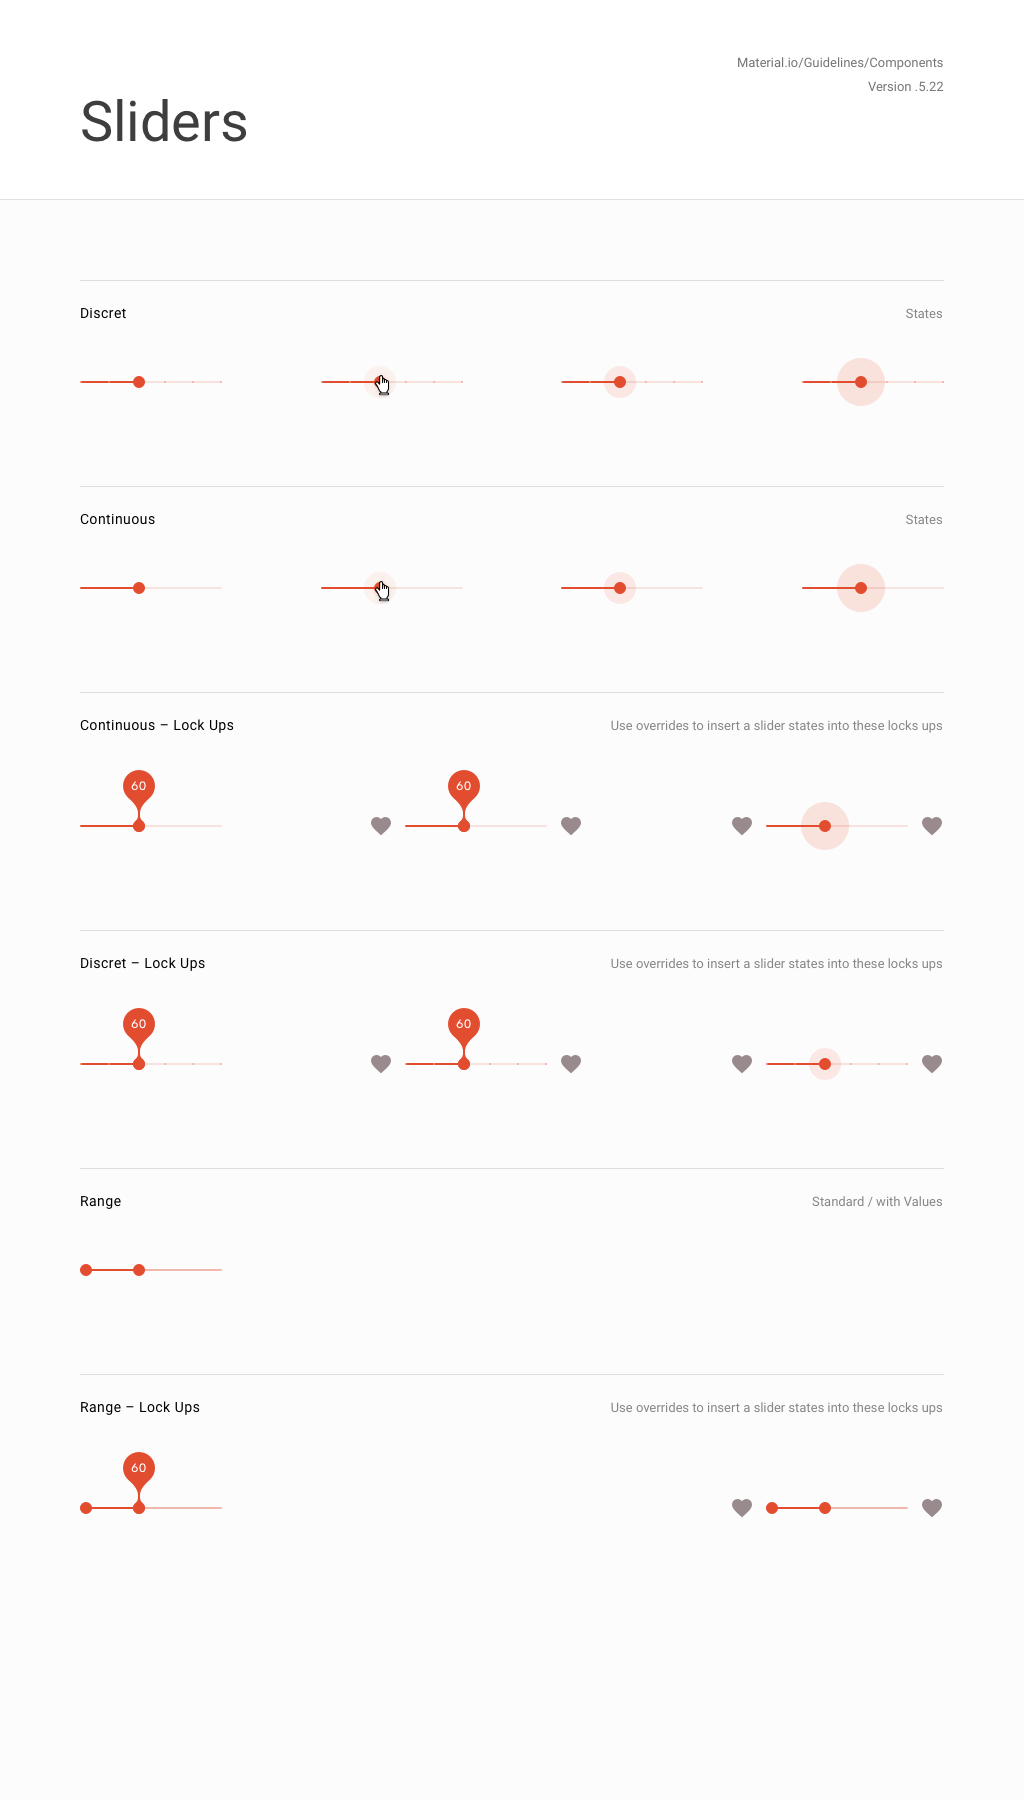 Material.io/Guidelines/Components
Version .5.22
Sliders
Discret
States
Continuous
States
Continuous – Lock Ups
Use overrides to insert a slider states into these locks ups
60
60
Discret – Lock Ups
Use overrides to insert a slider states into these locks ups
60
60
Range
Standard / with Values
Range – Lock Ups
Use overrides to insert a slider states into these locks ups
60